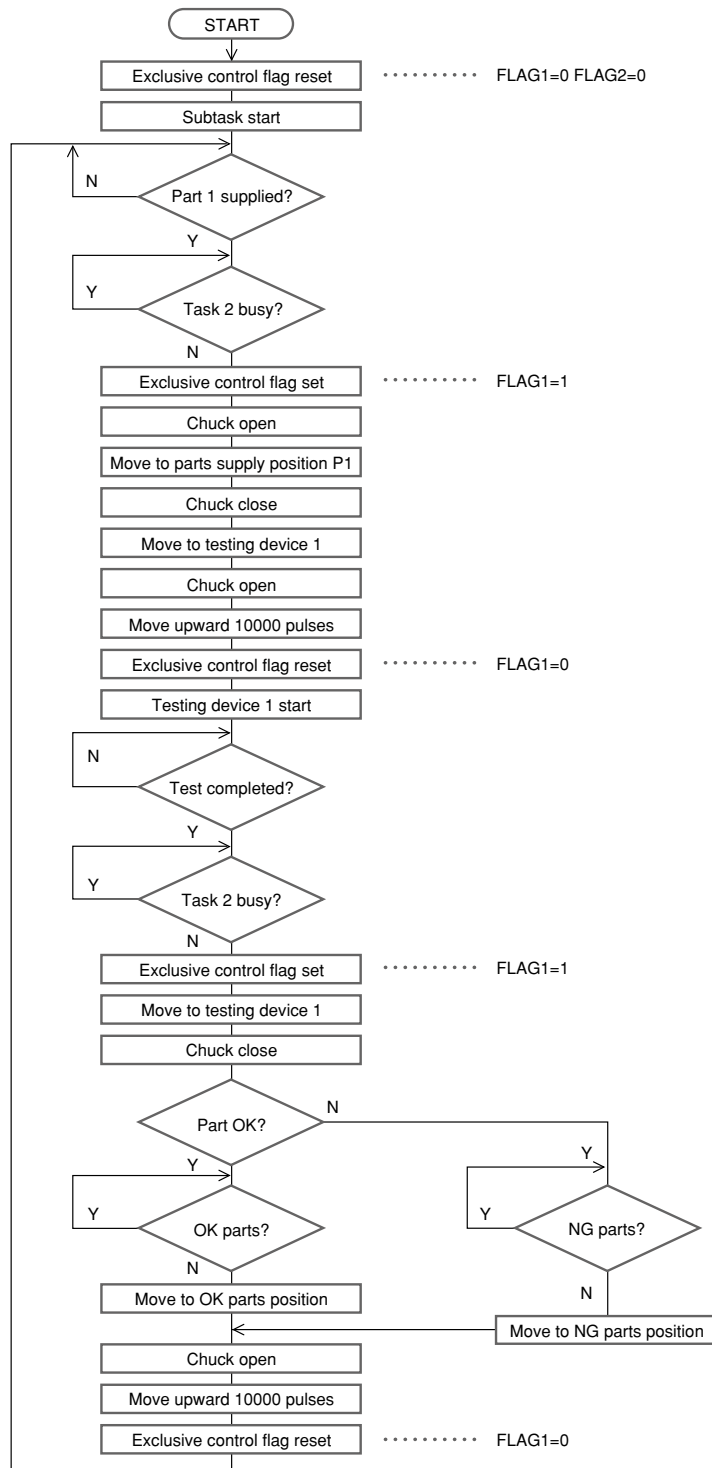 START
Exclusive control flag reset
FLAG1=0 FLAG2=0
Subtask start
N
Part 1 supplied?
Y
Y
Task 2 busy?
N
Exclusive control flag set
FLAG1=1
Chuck open
Move to parts supply position P1
Chuck close
Move to testing device 1
Chuck open
Move upward 10000 pulses
Exclusive control flag reset
FLAG1=0
Testing device 1 start
N
Test completed?
Y
Y
Task 2 busy?
N
Exclusive control flag set
FLAG1=1
Move to testing device 1
Chuck close
N
Part OK?
Y
Y
Y
OK parts?
Y
NG parts?
N
N
Move to OK parts position
Move to NG parts position
Chuck open
Move upward 10000 pulses
Exclusive control flag reset
FLAG1=0